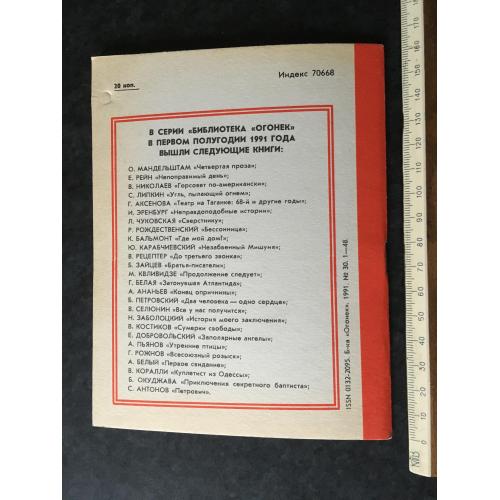 20 коп.
Индекс 70668
В СЕРИИ «БИБЛИОТЕКА «ОГОНЕК»
В ПЕРВОМ ПОЛУГОДИИ 1991 ГОДА
ВЫШЛИ СЛЕДУЮЩИЕ КНИГИ:
О. МАНДЕЛЬШТАМ «Четвертая проза»;
Е. РЕЙН «Непоправимый день»;
В. НИКОЛАЕВ «Горсовет по-американски»;
С. ЛИПКИН «Угль, пылающий огнем»;
Г. АКСЕНОВА «Театр на Таганке: 68-й и другие годы»;
И. ЭРЕНБУРГ «Неправдоподобные истории»;
Л. ЧУКОВСКАЯ «Сверстнику»;
Р. РОЖДЕСТВЕНСКИЙ «Бессонница»;
К. БАЛЬМОНТ «Где мой дом?»;
Ю. КАРАБЧИЕВСКИЙ «Незабвенный Мишуня»;
В. РЕЦЕПТЕР «До третьего звонка»;
Б. ЗАЙЦЕВ «Братья-писатели»;
М. КВЛИВИДЗЕ «Продолжение следует»;
Г. БЕЛАЯ «Затонувшая Атлантида»;
А. АНАНЬЕВ «Конец опричнины»;
Б. ПЕТРОВСКИЙ «Два человека — одно сердце»;
В. СЕЛЮНИН «Все у нас получится»;
Н. ЗАБОЛОЦКИЙ «История моего заключения»;
В. КОСТИКОВ «Сумерки свободы»;
Е. ДОБРОВОЛЬСКИЙ «Заполярные ангелы»;
А. ПЬЯНОВ «Утренние птицы»;
Г. РОЖНОВ «Всесоюзный розыск»;
А. БЕЛЫЙ «Первое свидание»;
В. КОРАЛЛИ «Куплетист из Одессы»;
Б. ОКУДЖАВА «Приключения секретного баптиста»;
С. АНТОНОВ «Петрович».
ISSN 0132-2095. Б-ка «Огонек». 1991. № 30. 1—48.